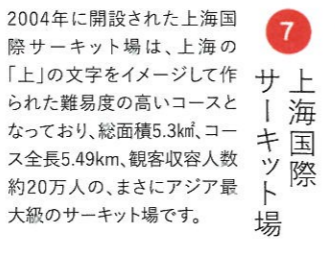 7
上海国際
サーキット場
2004年に開設された上海国
際サーキット場は、上海の
「上」の文字をイメージして作
られた難易度の高いコースと
なっており、総面積5.3㎢、コー
ス全長5.49km、観客収容人数
約20万人の、まさにアジア最
大級のサーキット場です。